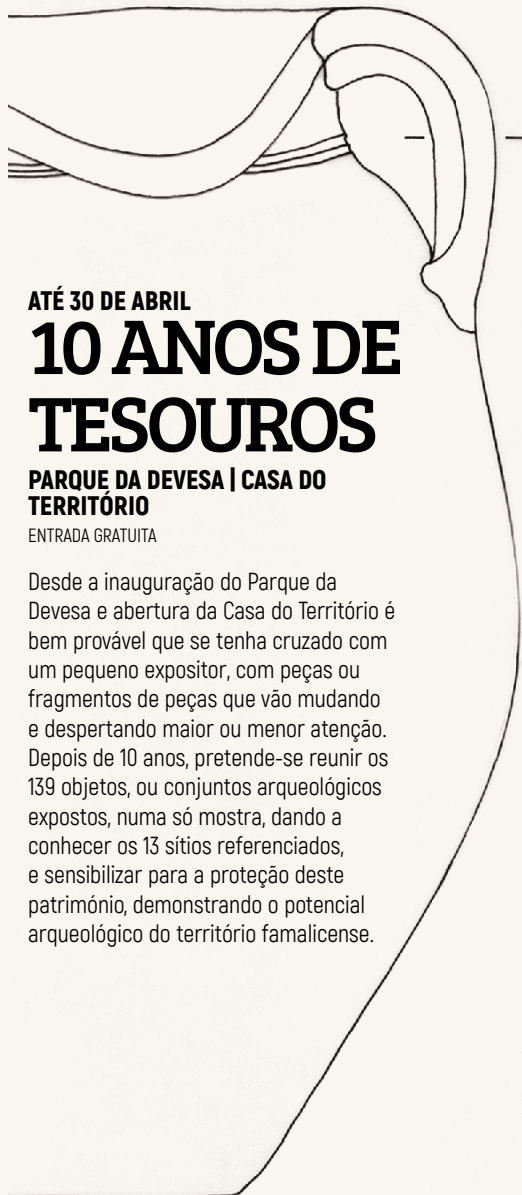 ATÉ 30 DE ABRIL
10 ANOS DE
TESOUROS
PARQUE DA DEVESA | CASA DO
TERRITÓRIO
ENTRADA GRATUITA
Desde a inauguração do Parque da
Devesa e abertura da Casa do Território é
bem provável que se tenha cruzado com
um pequeno expositor, com peças ou
fragmentos de peças que vão mudando
e despertando maior ou menor atenção.
Depois de 10 anos, pretende-se reunir os
139 objetos, ou conjuntos arqueológicos
expostos, numa só mostra, dando a
conhecer os 13 sítios referenciados,
e sensibilizar para a proteção deste
património, demonstrando o potencial
arqueológico do território famalicense.